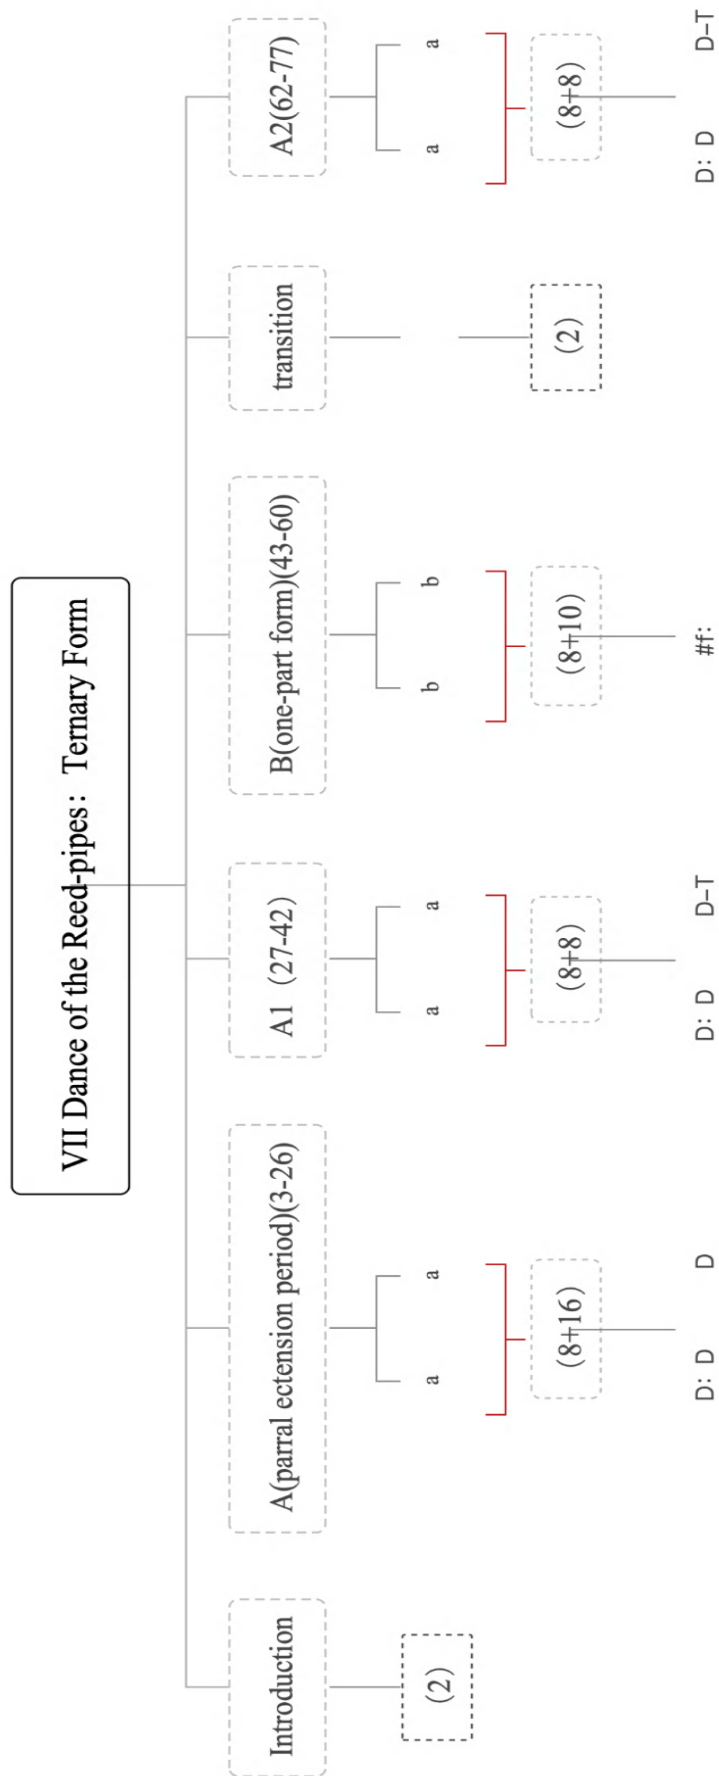 VII Dance of the Reed-pipes: Ternary Form
Introduction
A(parral ectension period)(3-26)
A1 (27-42)
B(one-part form)(43-60)
transition
A2(62-77)
a
a
a
a
b
b
a
a
(2)
(8+16)
(8+8)
(8+10)
(2)
(8+8)
D: D
D
D: D
D-T
#f:
D: D
D-T